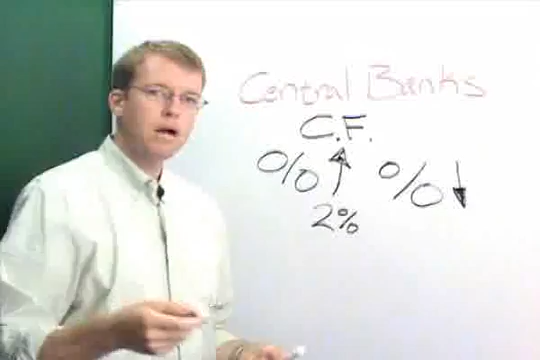 Central Banks
C.F.
% ↑ % ↓
2%